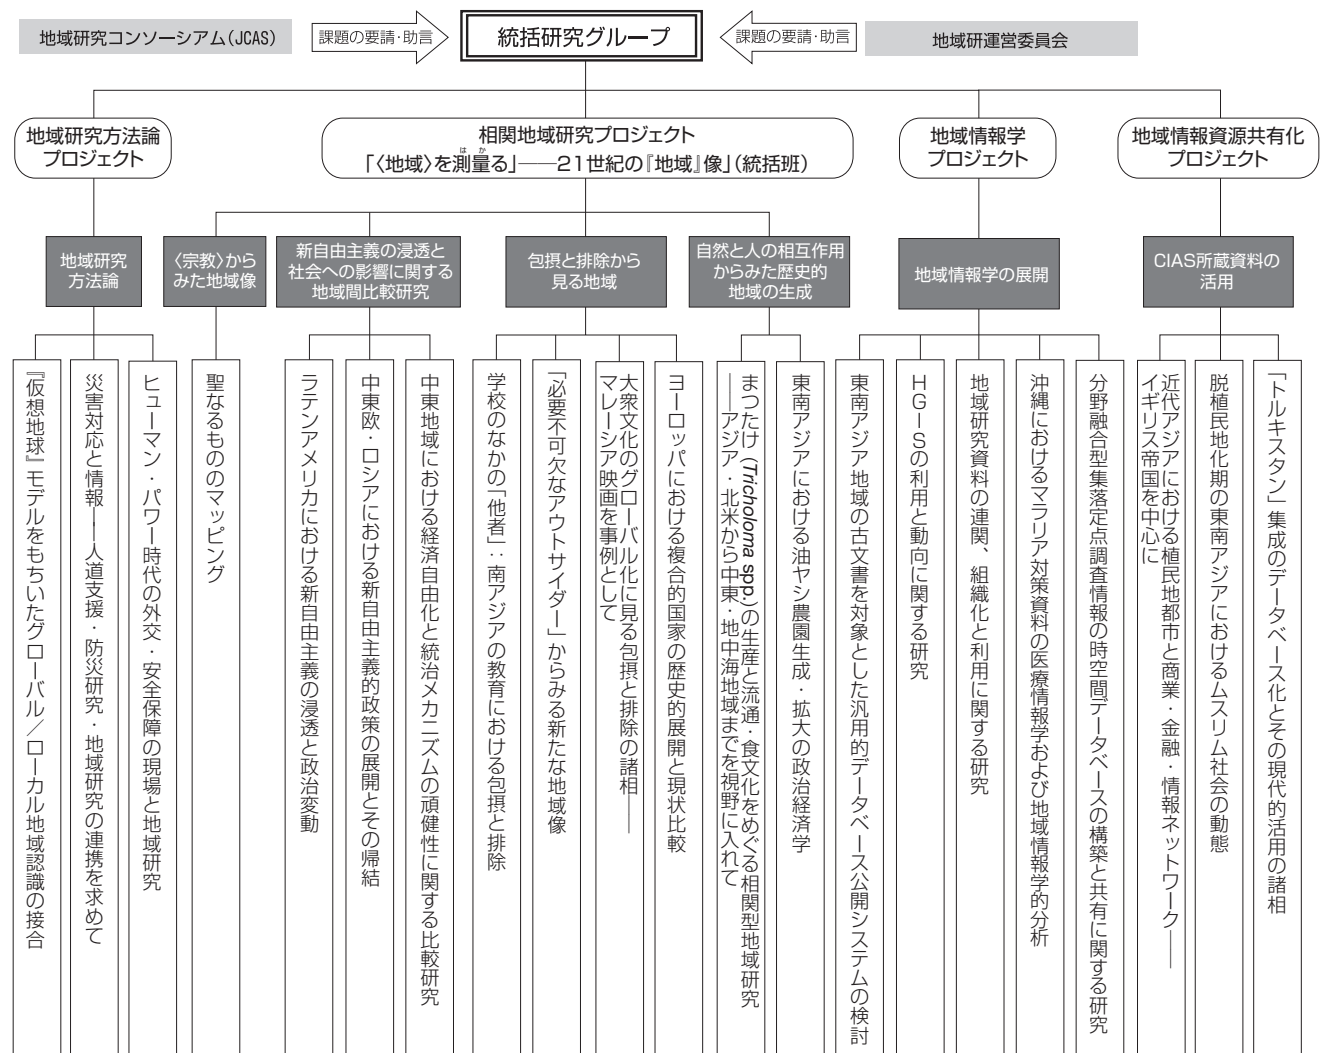 地域研究コンソーシアム(JCAS)
課題の要請・助言
統括研究グループ
課題の要請・助言
地域研運営委員会
地域研究方法論
プロジェクト
相関地域研究プロジェクト
「〈地域〉を測量る」――21世紀の『地域』像」(統括班)
はか
地域情報学
プロジェクト
地域情報資源共有化
プロジェクト
地域研究
方法論
〈宗教〉から
みた地域像
新自由主義の浸透と
社会への影響に関する
地域間比較研究
包摂と排除から
見る地域
自然と人の相互作用
からみた歴史的
地域の生成
地域情報学の展開
CIAS所蔵資料の
活用
『仮想地球』モデルをもちいたグローバル／ローカル地域認識の接合
災害対応と情報――人道支援・防災研究・地域研究の連携を求めて
ヒューマン・パワー時代の外交・安全保障の現場と地域研究
聖なるもののマッピング
ラテンアメリカにおける新自由主義の浸透と政治変動
中東欧・ロシアにおける新自由主義的政策の展開とその帰結
中東地域における経済自由化と統治メカニズムの頑健性に関する比較研究
学校のなかの「他者」：南アジアの教育における包摂と排除
「必要不可欠なアウトサイダー」からみる新たな地域像
大衆文化のグローバル化に見る包摂と排除の諸相――
マレーシア映画を事例として
ヨーロッパにおける複合的国家の歴史的展開と現状比較
まつたけ (Tricholoma spp.)の生産と流通・食文化をめぐる相関型地域研究
――アジア・北米から中東・地中海地域までを視野に入れて
東南アジアにおける油ヤシ農園生成・拡大の政治経済学
東南アジア地域の古文書を対象とした汎用的データベース公開システムの検討
HG-ISの利用と動向に関する研究
地域研究資料の連関、組織化と利用に関する研究
沖縄におけるマラリア対策資料の医療情報学および地域情報学的分析
分野融合型集落定点調査情報の時空間データベースの構築と共有に関する研究
近代アジアにおける植民地都市と商業・金融・情報ネットワーク――
イギリス帝国を中心に
脱植民地化期の東南アジアにおけるムスリム社会の動態
「トルキスタン」集成のデータベース化とその現代的活用の諸相